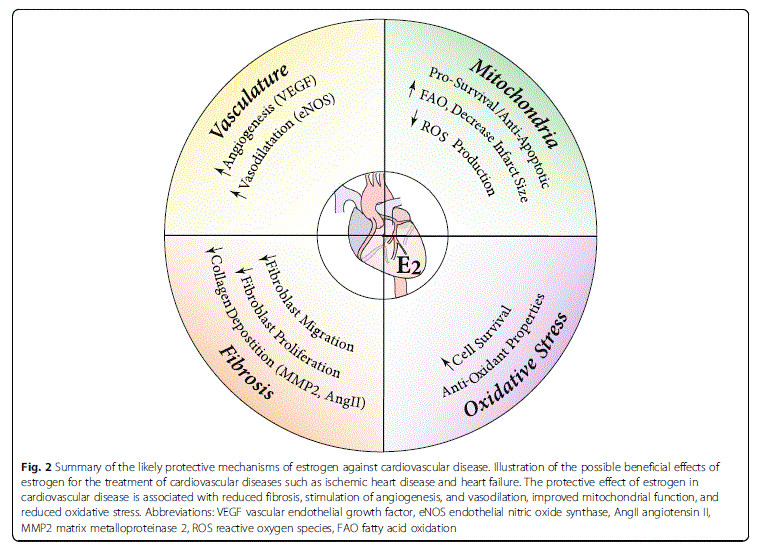 Vasculature
Angiogenesis (VEGF)
Vasodilatation (eNOS)
Mitochondria
Pro-Survival/Anti-Apoptotic
FAO, Decrease Infarct Size
ROS Production
E2
Fibroblast Migration
Fibroblast Proliferation
Collagen Depostition (MMP2, AngII)
Fibrosis
Cell Survival
Anti-Oxidant Properties
Oxidative Stress
Fig. 2 Summary of the likely protective mechanisms of estrogen against cardiovascular disease. Illustration of the possible beneficial effects of
estrogen for the treatment of cardiovascular diseases such as ischemic heart disease and heart failure. The protective effect of estrogen in
cardiovascular disease is associated with reduced fibrosis, stimulation of angiogenesis, and vasodilation, improved mitochondrial function, and
reduced oxidative stress. Abbreviations: VEGF vascular endothelial growth factor, eNOS endothelial nitric oxide synthase, AngII angiotensin II,
MMP2 matrix metalloproteinase 2, ROS reactive oxygen species, FAO fatty acid oxidation